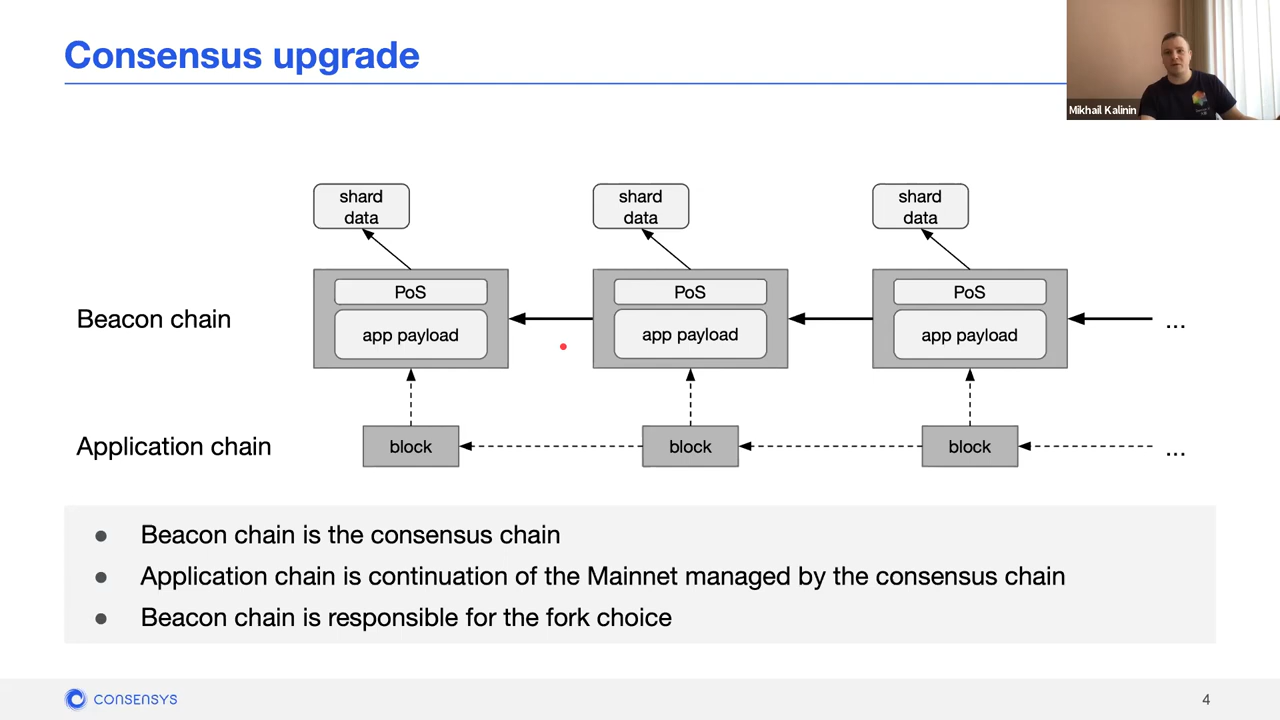 Consensus upgrade
Mikhail Kalinin
shard
data
shard
data
shard
data
Beacon chain
PoS
app payload
PoS
app payload
PoS
app payload
...
Application chain
block
block
block
...
● Beacon chain is the consensus chain
● Application chain is continuation of the Mainnet managed by the consensus chain
● Beacon chain is responsible for the fork choice
CONSENSYS
4